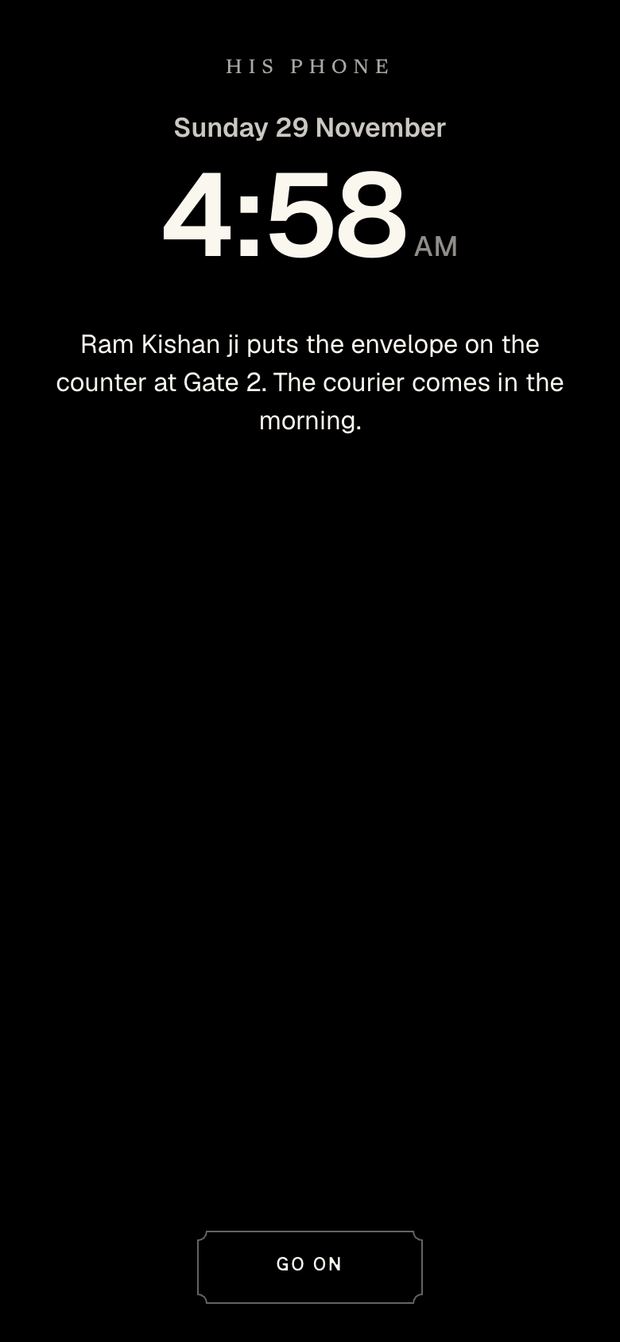 HIS PHONE
Sunday 29 November
4:58 AM
Ram Kishan ji puts the envelope on the
counter at Gate 2. The courier comes in the
morning.
GO ON